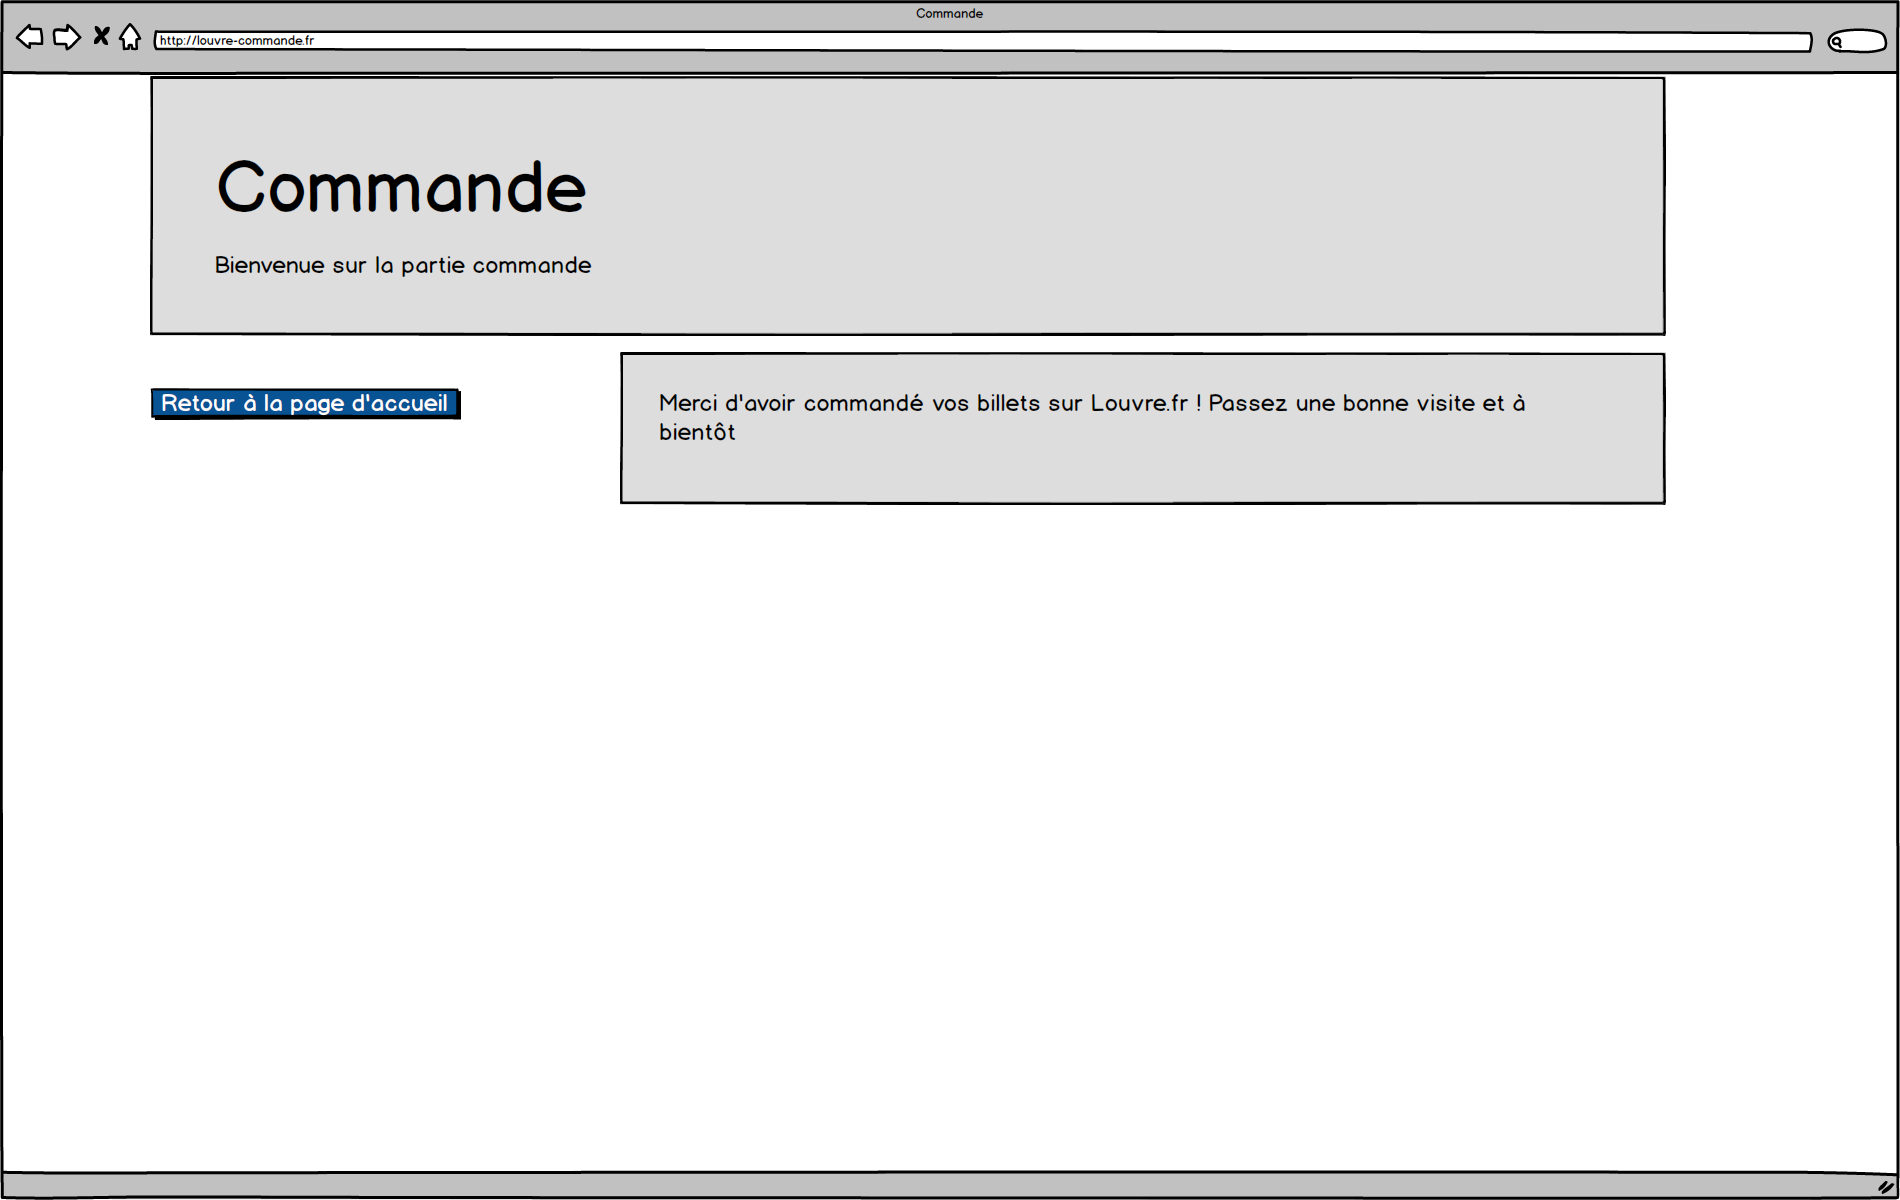 Commande
http://louvre-commande.fr
Commande
Bienvenue sur la partie commande
Retour à la page d'accueil
Merci d'avoir commandé vos billets sur Louvre.fr ! Passez une bonne visite et à
bientôt